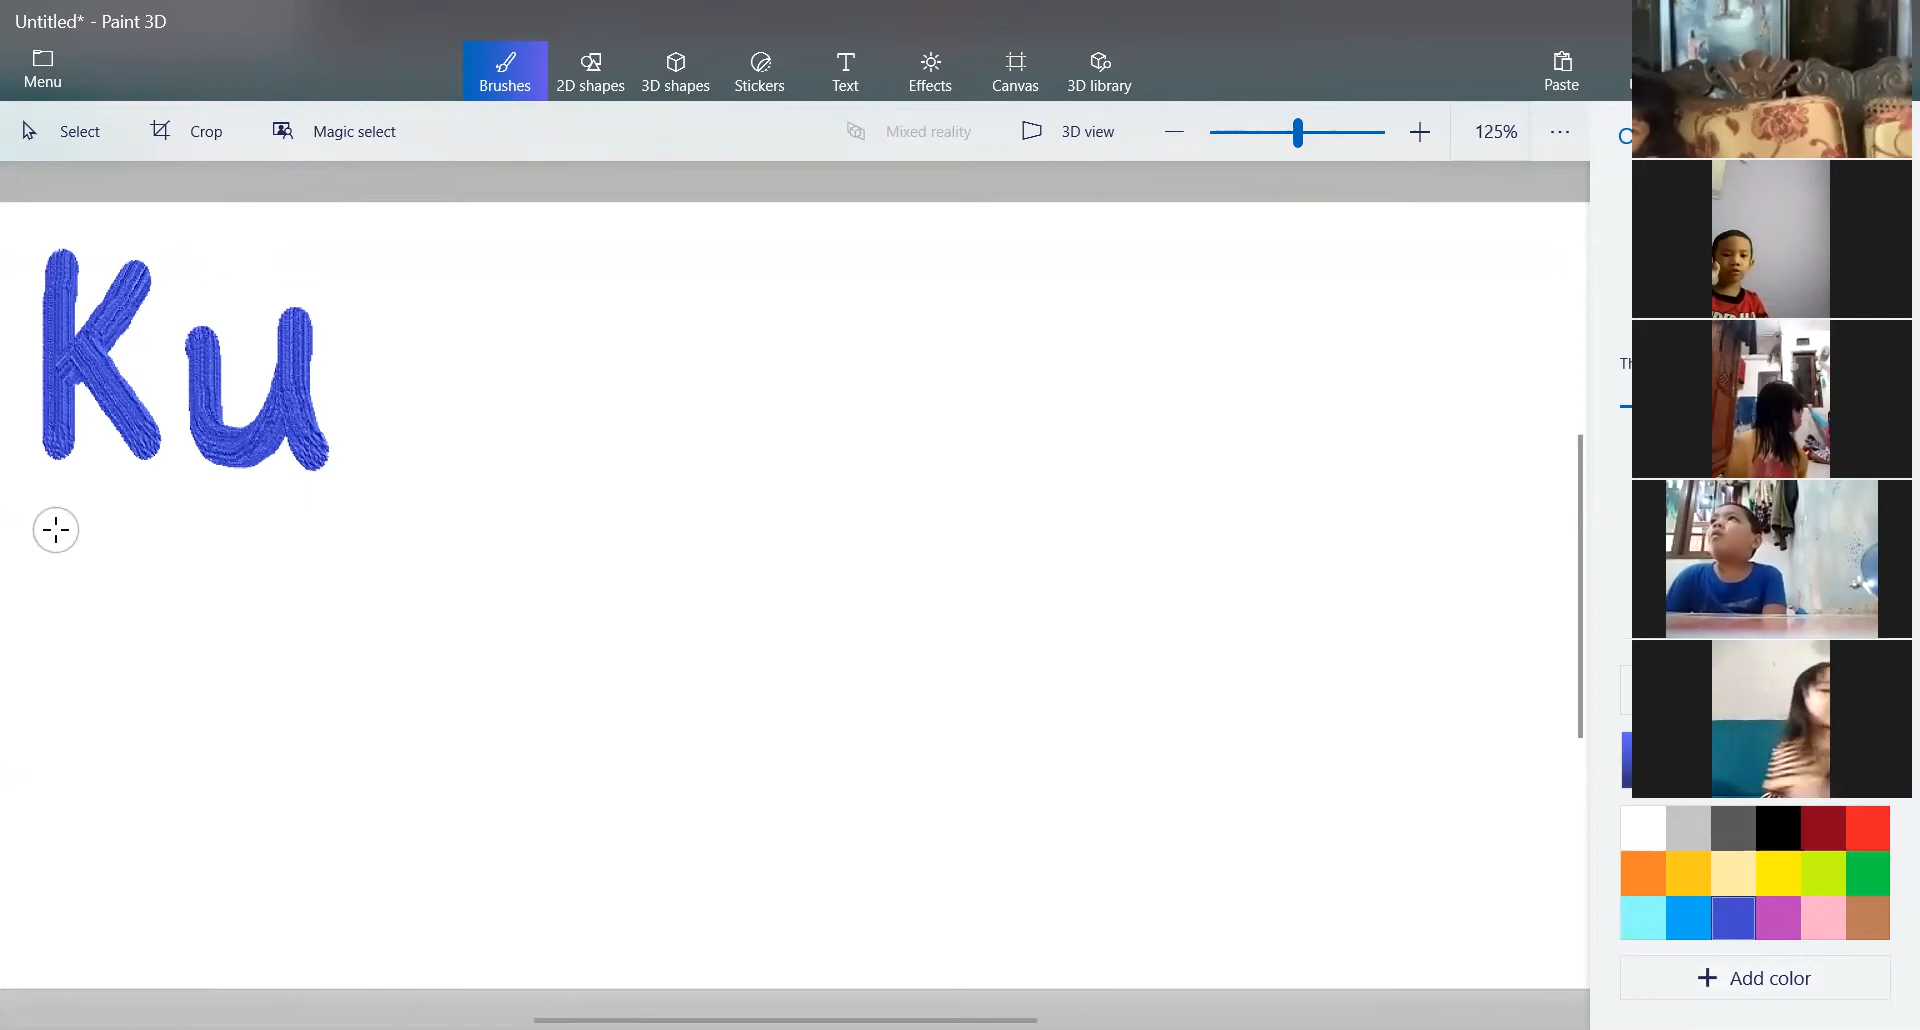 Untitled* - Paint 3D
Menu
Brushes
2D shapes
3D shapes
Stickers
Text
Effects
Canvas
3D library
Paste
Select
Crop
Magic select
Mixed reality
3D view
125%
Ku
Add color